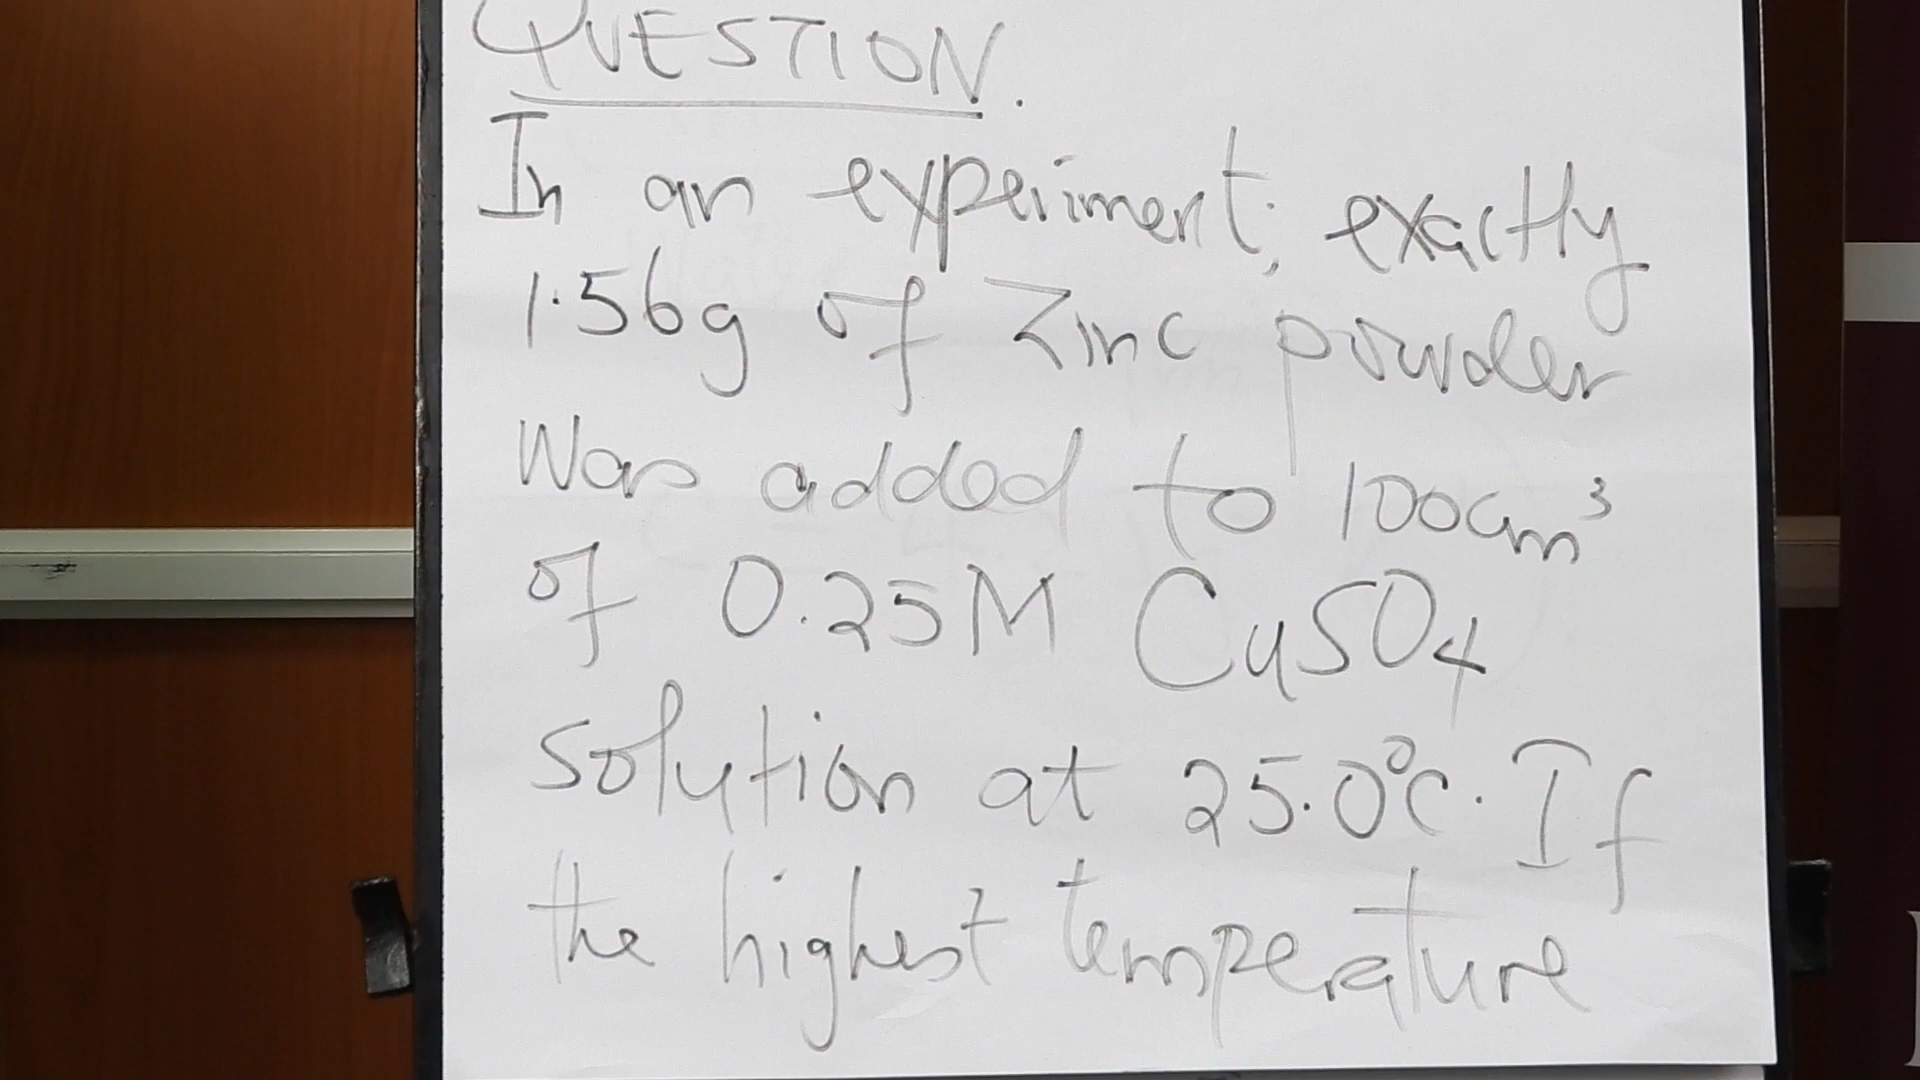 QUESTION.
In an experiment, exactly
1.56g of Zinc powder
was added to 100cm³
of 0.25M CuSO₄
solution at 25.0°C. If
the highest temperature